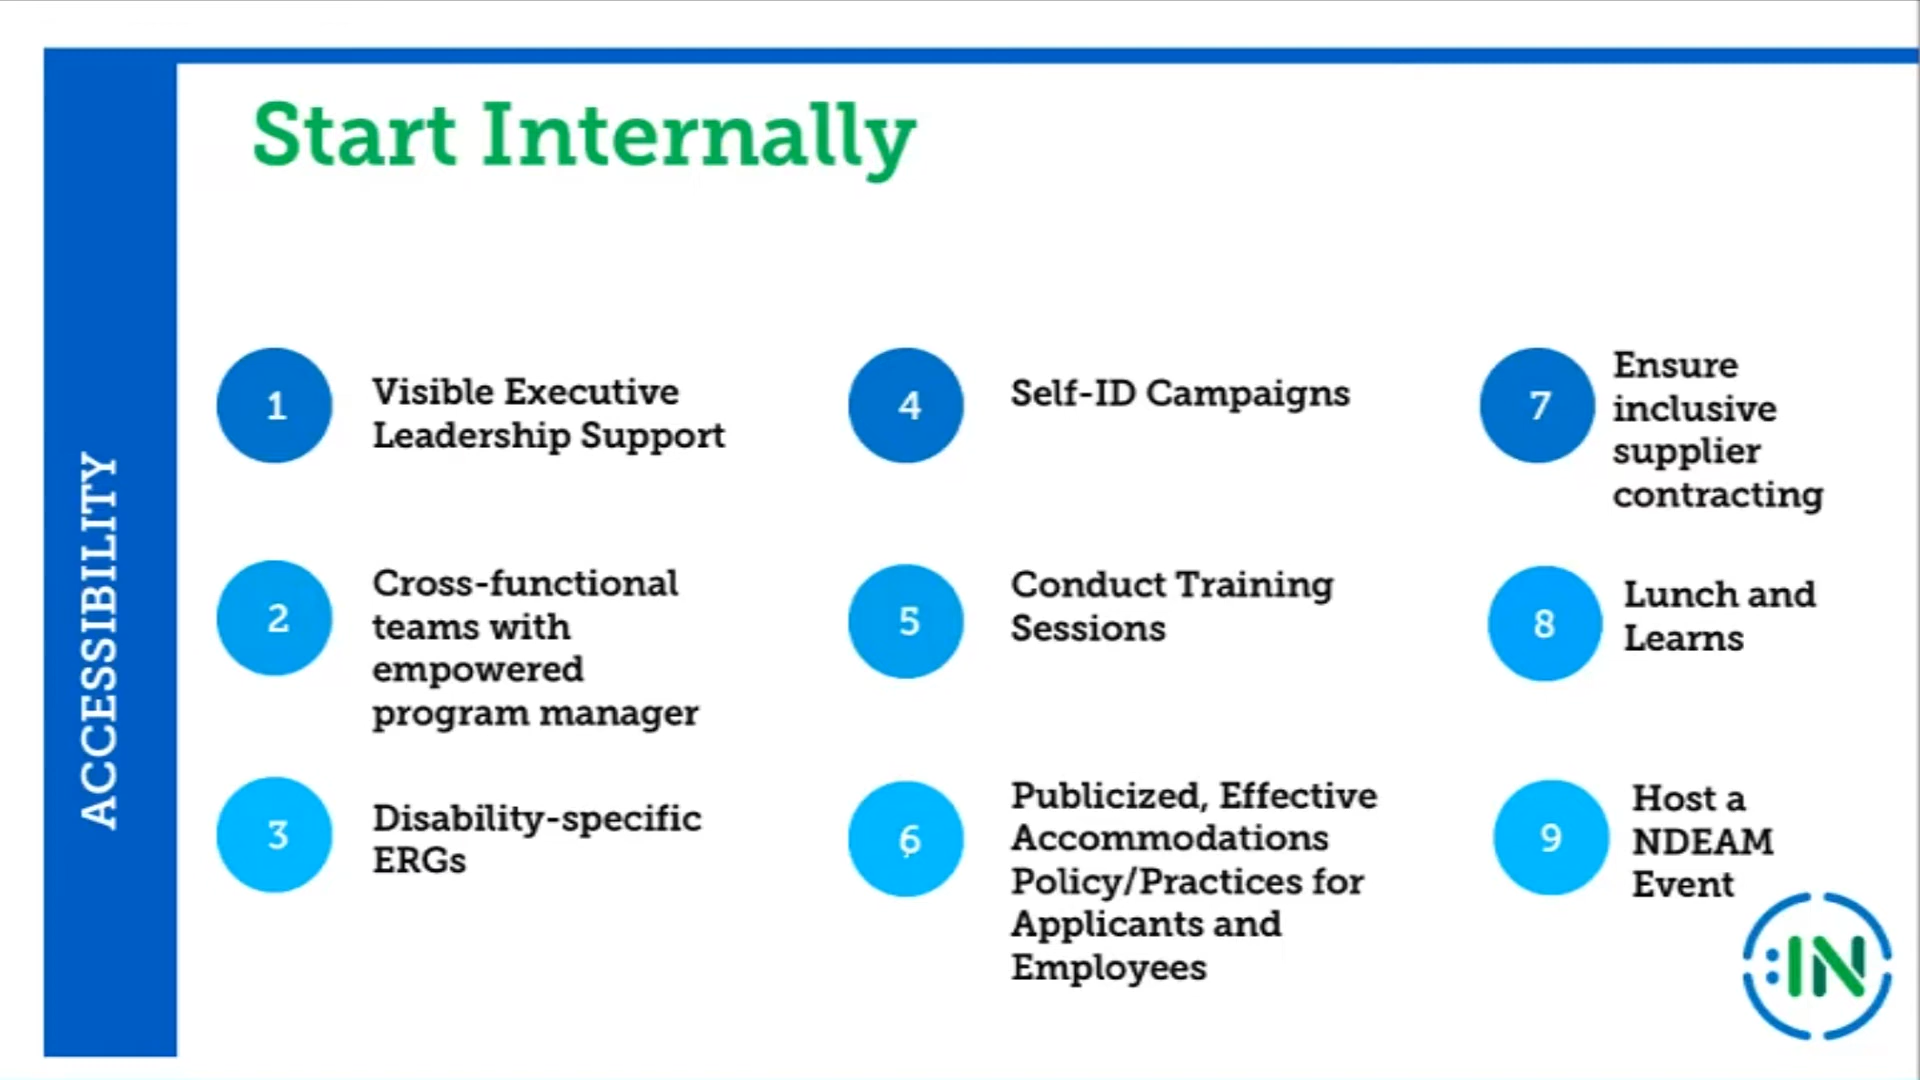 Start Internally
ACCESSIBILITY
1
Visible Executive
Leadership Support
2
Cross-functional
teams with
empowered
program manager
3
Disability-specific
ERGs
4
Self-ID Campaigns
5
Conduct Training
Sessions
6
Publicized, Effective
Accommodations
Policy/Practices for
Applicants and
Employees
7
Ensure
inclusive
supplier
contracting
8
Lunch and
Learns
9
Host a
NDEAM
Event
:IN